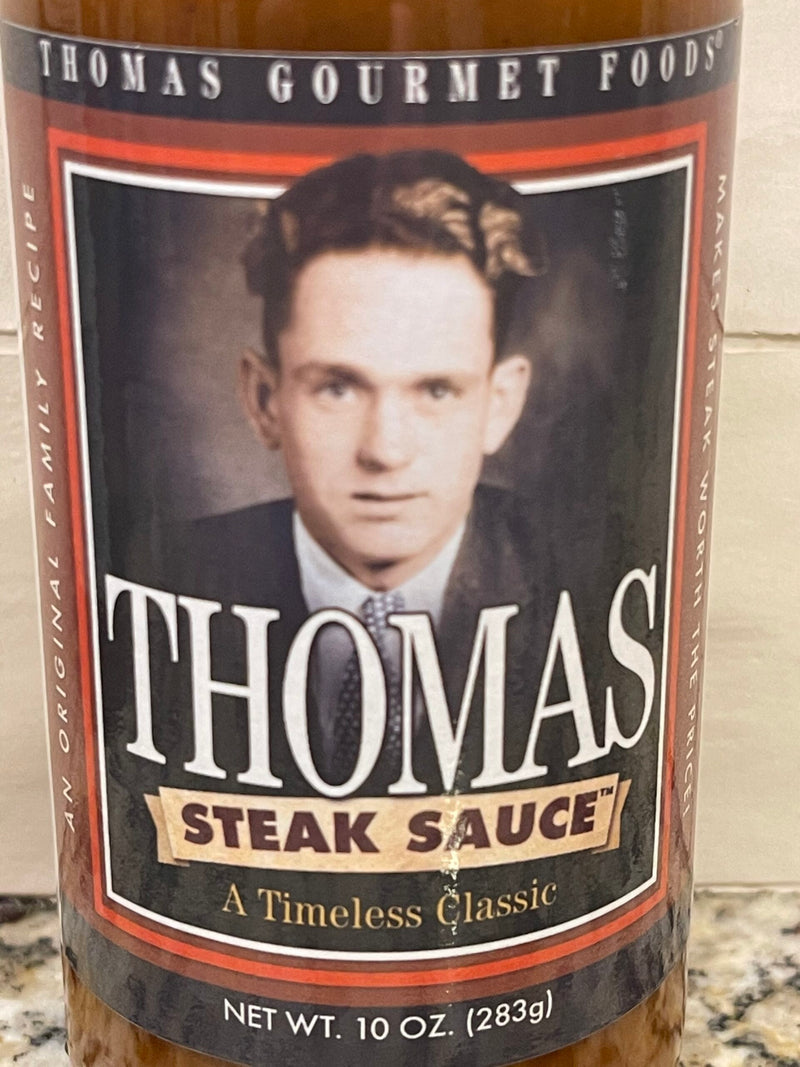 THOMAS GOURMET FOODS®
AN ORIGINAL FAMILY RECIPE
MAKES STEAK WORTH THE PRICE!
THOMAS
STEAK SAUCE™
A Timeless Classic
NET WT. 10 OZ. (283g)